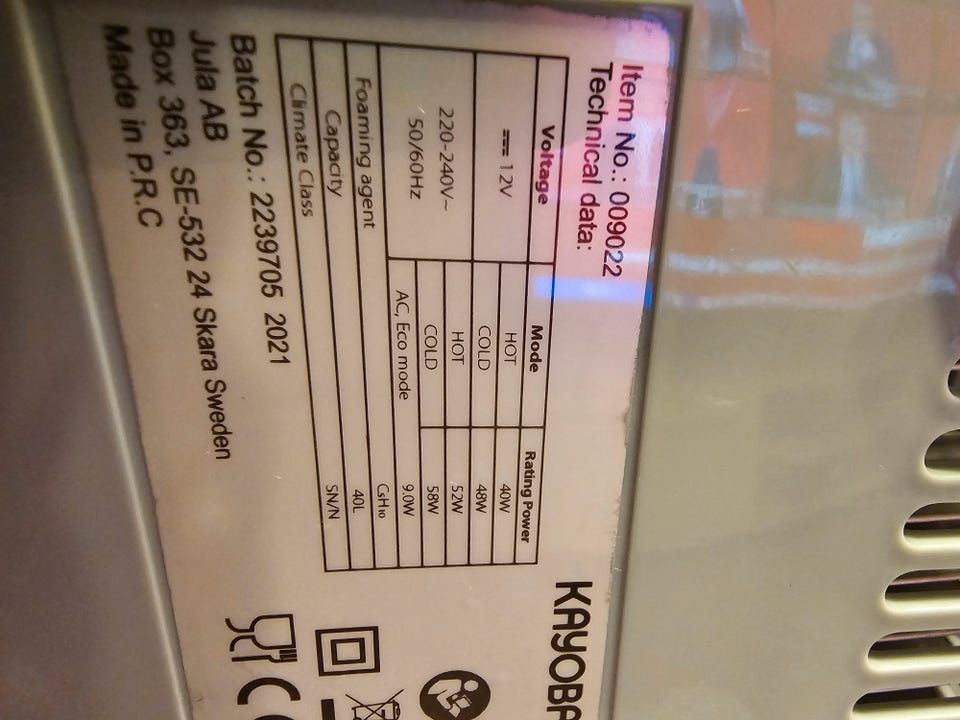 KAYOBA
Item No.: 009022
Technical data:
Voltage Mode Rating Power
⎓ 12V HOT 40W
COLD 48W
220-240V~ HOT 52W
50/60Hz COLD 58W
AC, Eco mode 9.0W
Foaming agent C₅H₁₀
Capacity 40L
Climate Class SN/N
Batch No.: 2239705 2021
Jula AB
Box 363, SE-532 24 Skara Sweden
Made in P.R.C